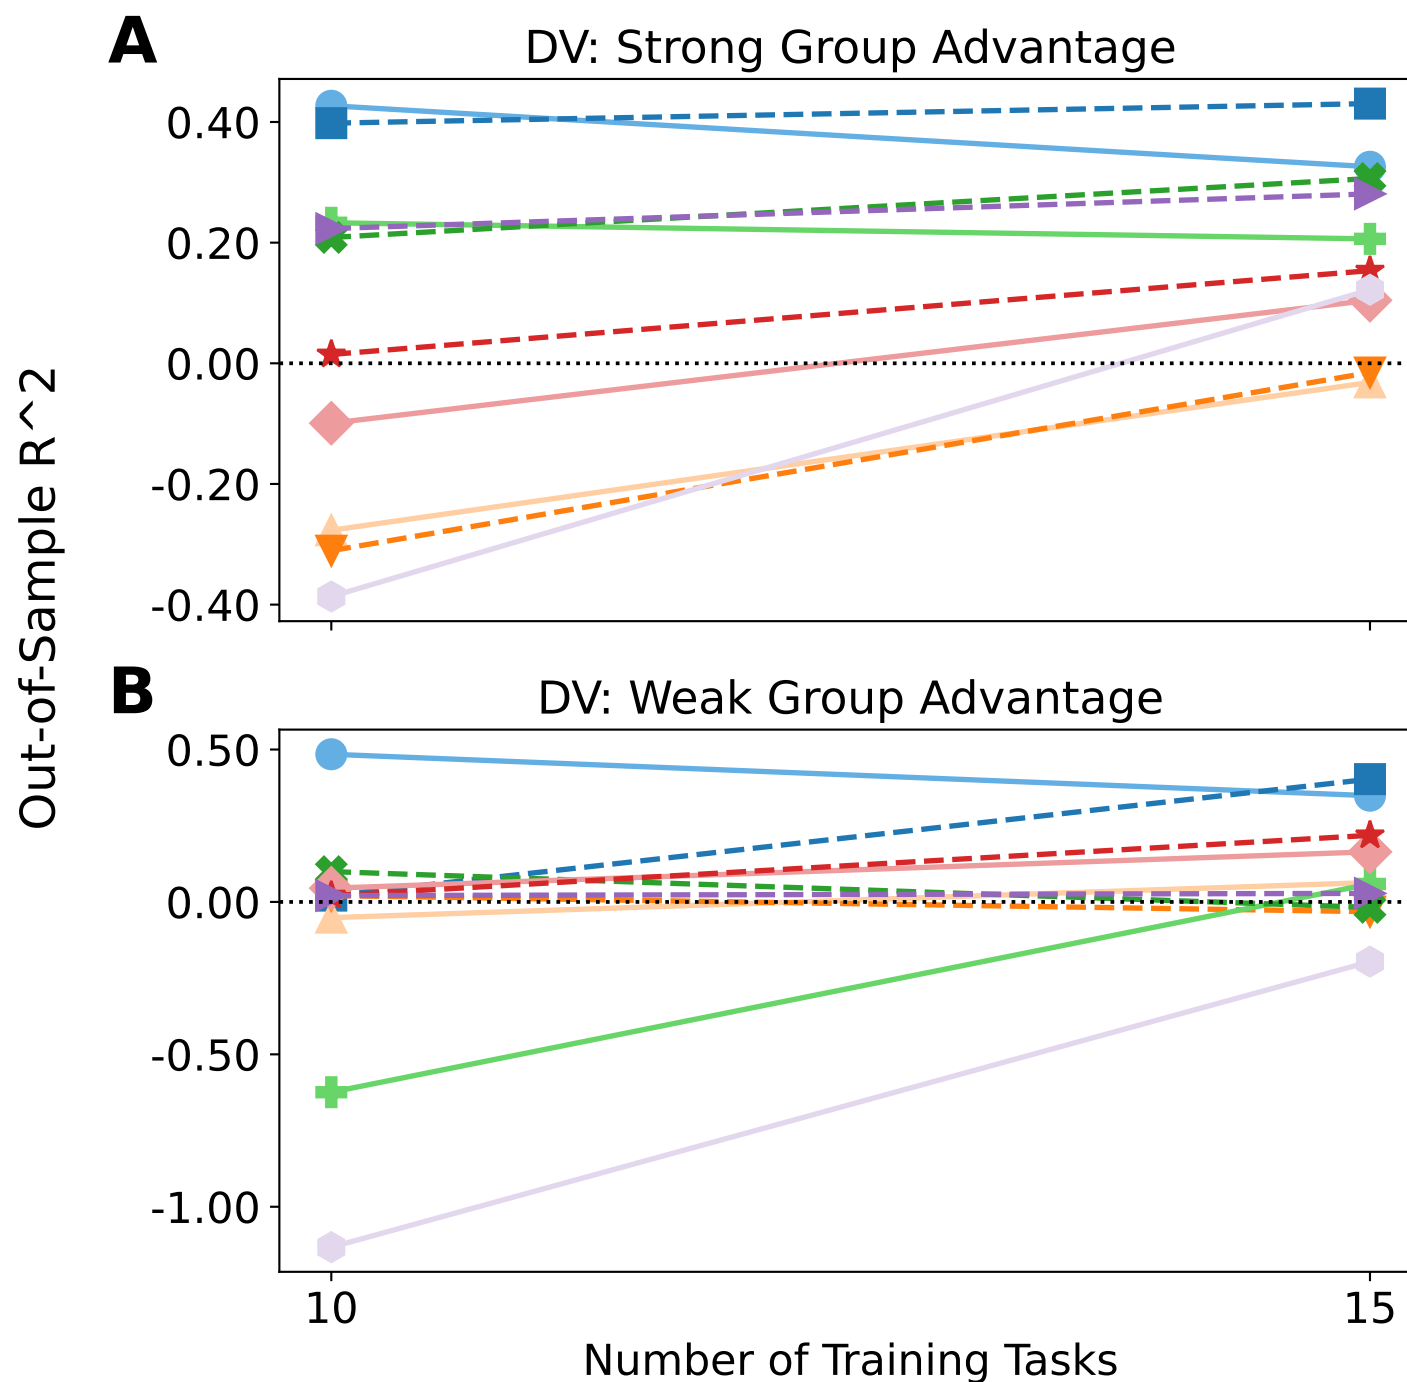 A
DV: Strong Group Advantage
0.40
0.20
0.00
-0.20
-0.40
Out-of-Sample R^2
B
DV: Weak Group Advantage
0.50
0.00
-0.50
-1.00
10
15
Number of Training Tasks